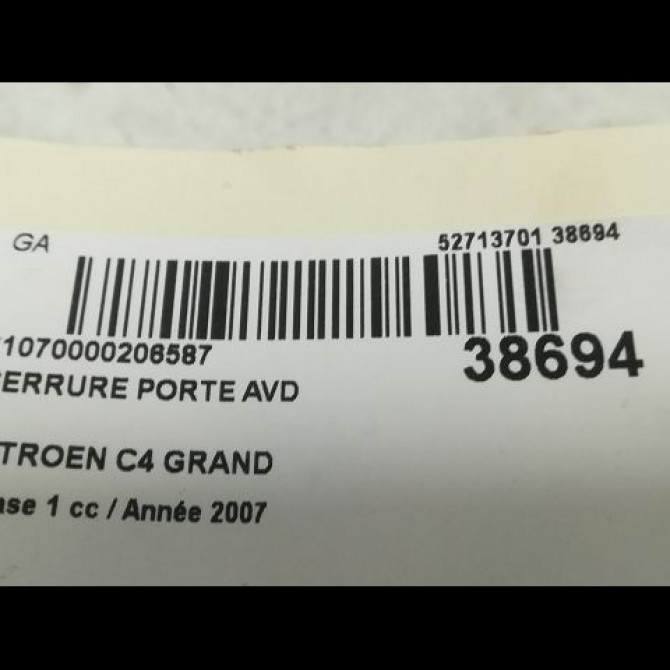 GA
52713701 38694
1070000206587
38694
ERRURE PORTE AVD
TROEN C4 GRAND
ase 1 cc / Année 2007